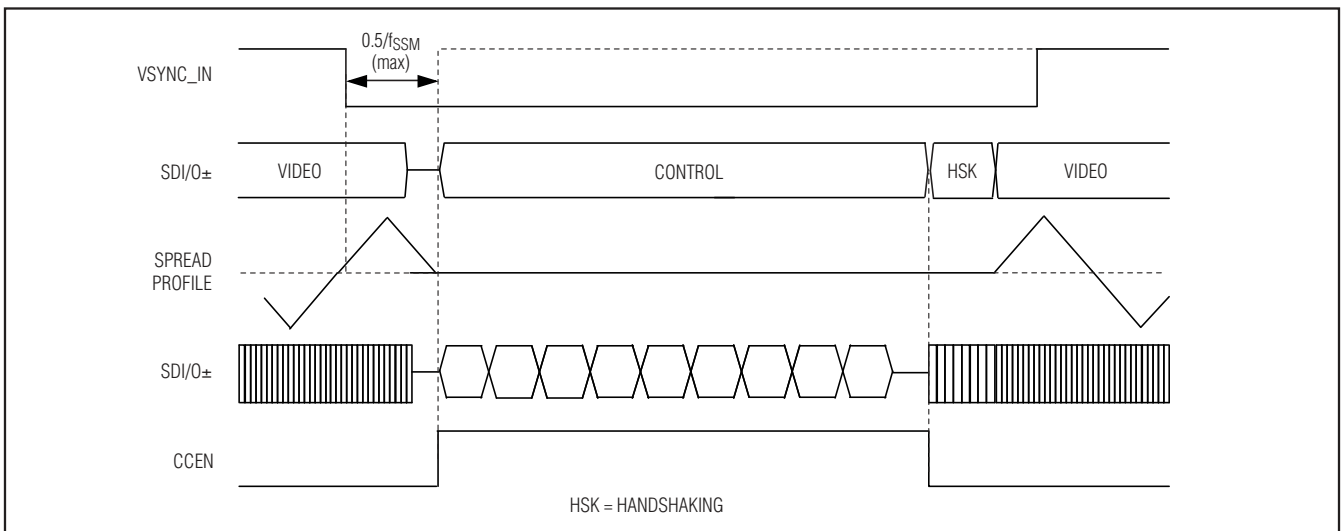 0.5/fSSM
(max)
VSYNC_IN
SDI/O±
VIDEO
CONTROL
HSK
VIDEO
SPREAD
PROFILE
SDI/O±
CCEN
HSK = HANDSHAKING